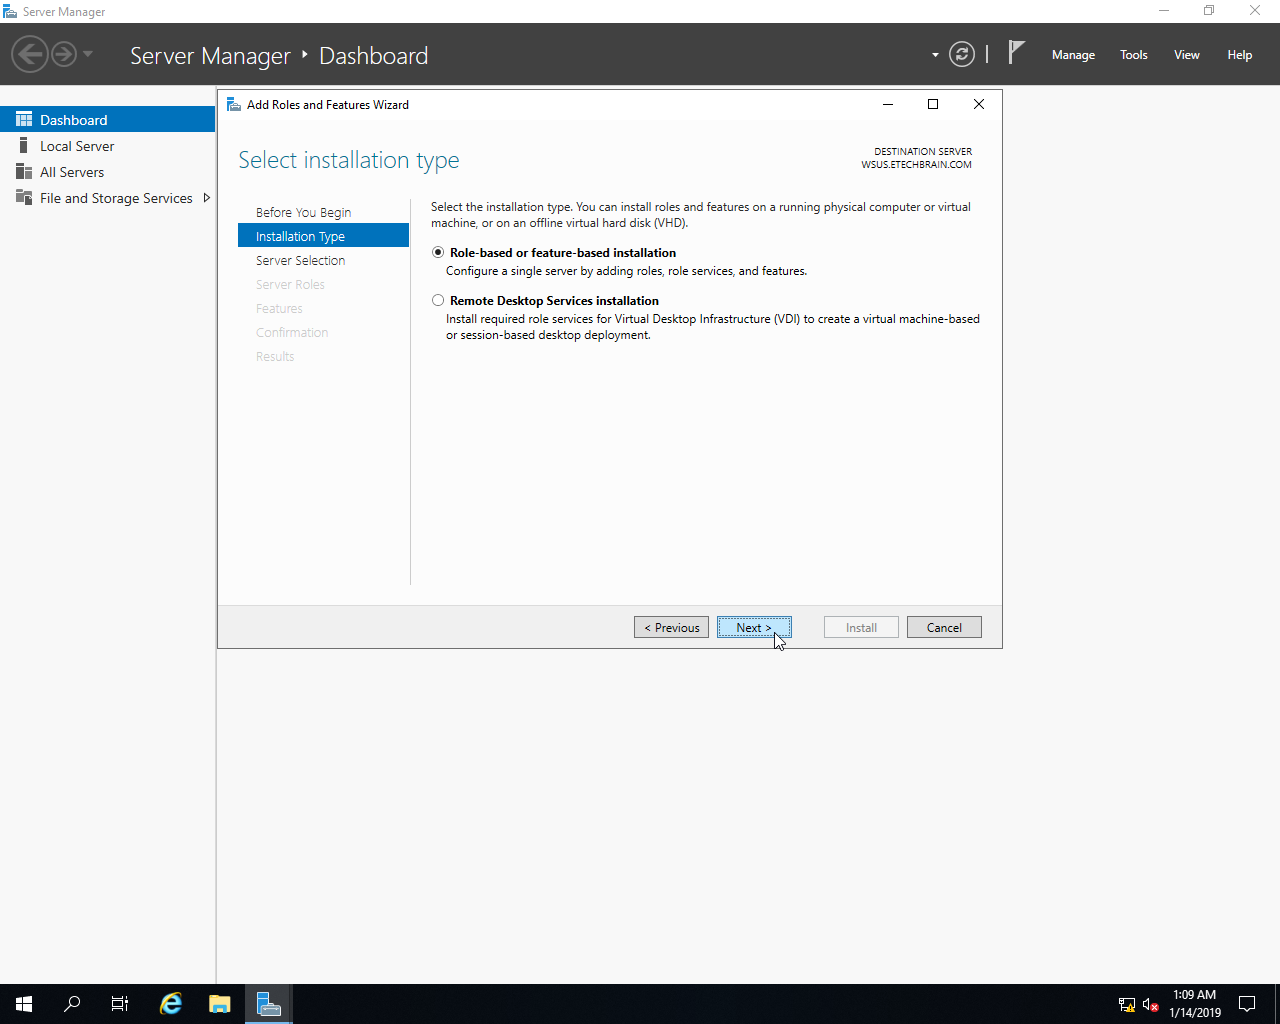 Server Manager
Server Manager ‣ Dashboard
Manage
Tools
View
Help
Dashboard
Local Server
All Servers
File and Storage Services
Add Roles and Features Wizard
Select installation type
DESTINATION SERVER
WSUS.ETECHBRAIN.COM
Before You Begin
Installation Type
Server Selection
Server Roles
Features
Confirmation
Results
Select the installation type. You can install roles and features on a running physical computer or virtual
machine, or on an offline virtual hard disk (VHD).
Role-based or feature-based installation
Configure a single server by adding roles, role services, and features.
Remote Desktop Services installation
Install required role services for Virtual Desktop Infrastructure (VDI) to create a virtual machine-based
or session-based desktop deployment.
< Previous
Next >
Install
Cancel
1:09 AM
1/14/2019